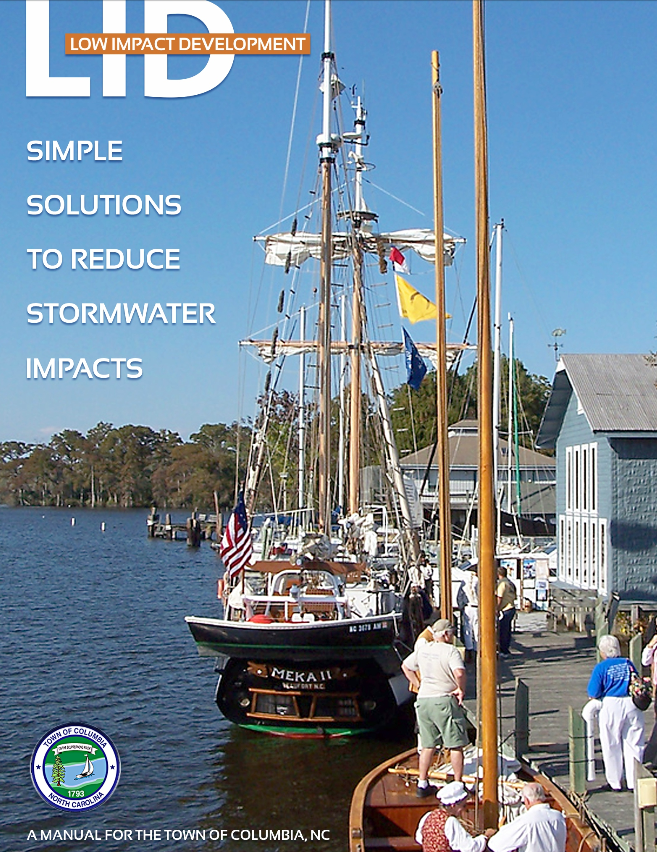 LID
LOW IMPACT DEVELOPMENT
SIMPLE
SOLUTIONS
TO REDUCE
STORMWATER
IMPACTS
MEKA II
BEAUFORT N.C.
TOWN OF COLUMBIA
1793
NORTH CAROLINA
A MANUAL FOR THE TOWN OF COLUMBIA, NC